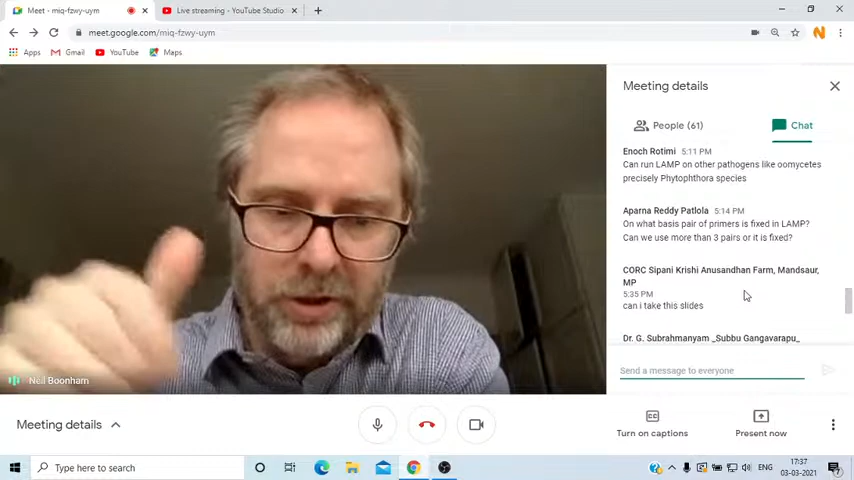 Meet - miq-fzwy-uym
Live streaming - YouTube Studio
meet.google.com/miq-fzwy-uym
Apps
Gmail
YouTube
Maps
Meeting details
People (61)
Chat
Enoch Rotimi 5:11 PM
Can run LAMP on other pathogens like oomycetes
precisely Phytophthora species
Aparna Reddy Patlola 5:14 PM
On what basis pair of primers is fixed in LAMP?
Can we use more than 3 pairs or it is fixed?
CORC Sipani Krishi Anusandhan Farm, Mandsaur,
MP
5:35 PM
can i take this slides
Dr. G. Subrahmanyam _Subbu Gangavarapu_
Send a message to everyone
Neil Boonham
Meeting details
Turn on captions
Present now
Type here to search
ENG
17:37
03-03-2021